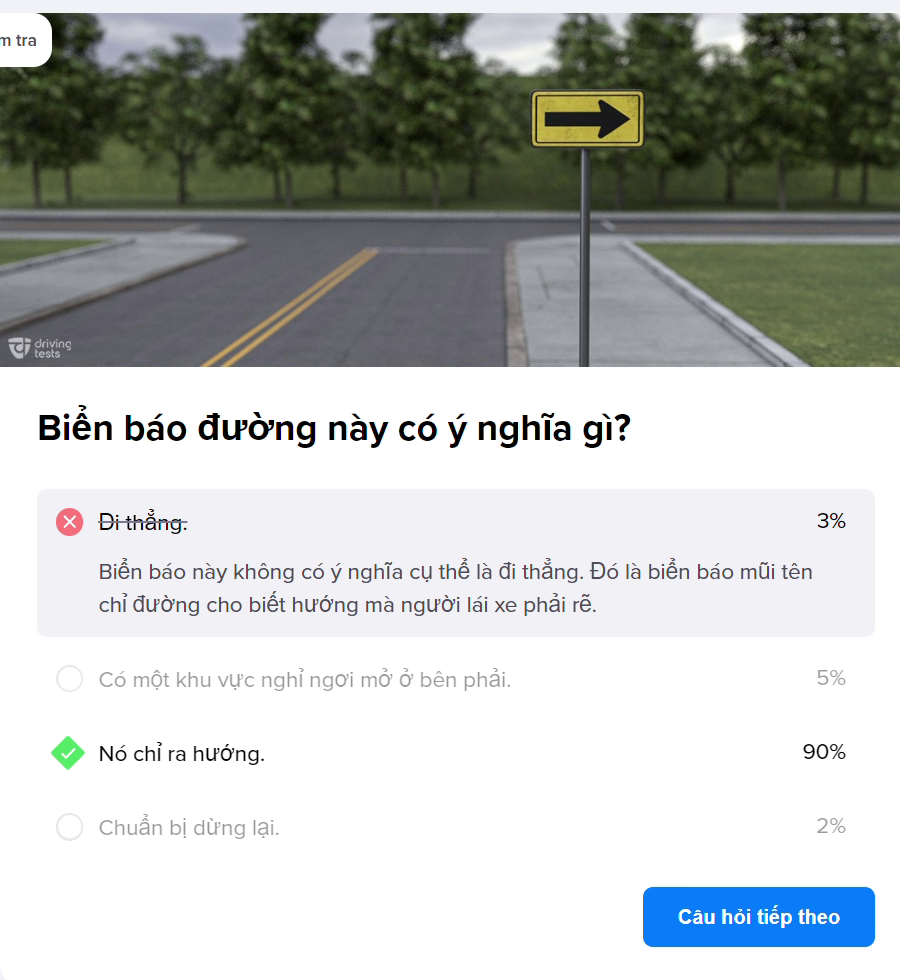 m tra
driving
tests
Biển báo đường này có ý nghĩa gì?
Đi thẳng.
3%
Biển báo này không có ý nghĩa cụ thể là đi thẳng. Đó là biển báo mũi tên
chỉ đường cho biết hướng mà người lái xe phải rẽ.
Có một khu vực nghỉ ngơi mở ở bên phải.
5%
Nó chỉ ra hướng.
90%
Chuẩn bị dừng lại.
2%
Câu hỏi tiếp theo